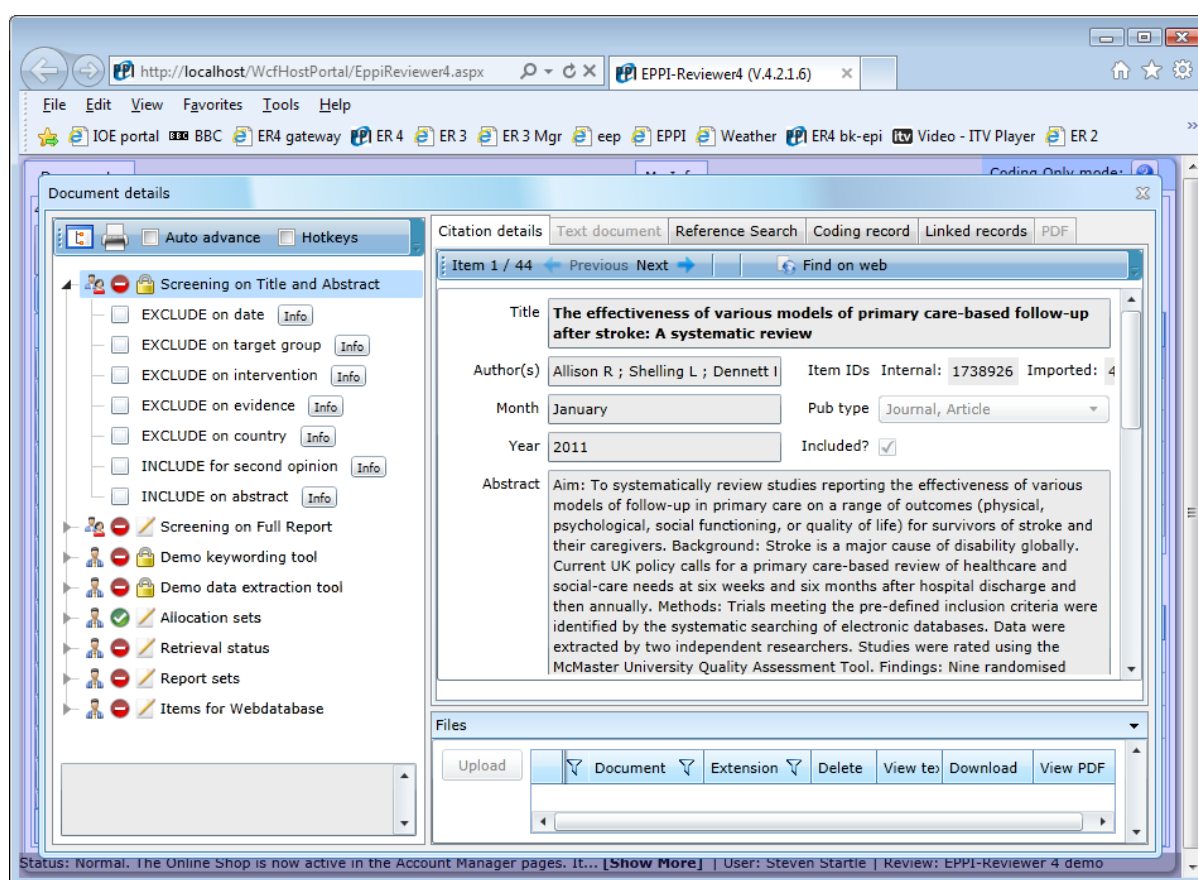 http://localhost/WcfHostPortal/EppiReviewer4.aspx
EPPI-Reviewer4 (V.4.2.1.6)
File Edit View Favorites Tools Help
IOE portal BBC ER4 gateway ER 4 ER 3 ER 3 Mgr eep EPPI Weather ER4 bk-epi Video - ITV Player ER 2
Coding Only mode:
Document details
Auto advance Hotkeys
Screening on Title and Abstract
EXCLUDE on date Info
EXCLUDE on target group Info
EXCLUDE on intervention Info
EXCLUDE on evidence Info
EXCLUDE on country Info
INCLUDE for second opinion Info
INCLUDE on abstract Info
Screening on Full Report
Demo keywording tool
Demo data extraction tool
Allocation sets
Retrieval status
Report sets
Items for Webdatabase
Citation details Text document Reference Search Coding record Linked records PDF
Item 1 / 44 Previous Next Find on web
Title The effectiveness of various models of primary care-based follow-up
after stroke: A systematic review
Author(s) Allison R ; Shelling L ; Dennett Item IDs Internal: 1738926 Imported: 4
Month January Pub type Journal, Article
Year 2011 Included?
Abstract Aim: To systematically review studies reporting the effectiveness of various
models of follow-up in primary care on a range of outcomes (physical,
psychological, social functioning, or quality of life) for survivors of stroke and
their caregivers. Background: Stroke is a major cause of disability globally.
Current UK policy calls for a primary care-based review of healthcare and
social-care needs at six weeks and six months after hospital discharge and
then annually. Methods: Trials meeting the pre-defined inclusion criteria were
identified by the systematic searching of electronic databases. Data were
extracted by two independent researchers. Studies were rated using the
McMaster University Quality Assessment Tool. Findings: Nine randomised
Files
Upload Document Extension Delete View te Download View PDF
Status: Normal. The Online Shop is now active in the Account Manager pages. It... [Show More] | User: Steven Startle | Review: EPPI-Reviewer 4 demo